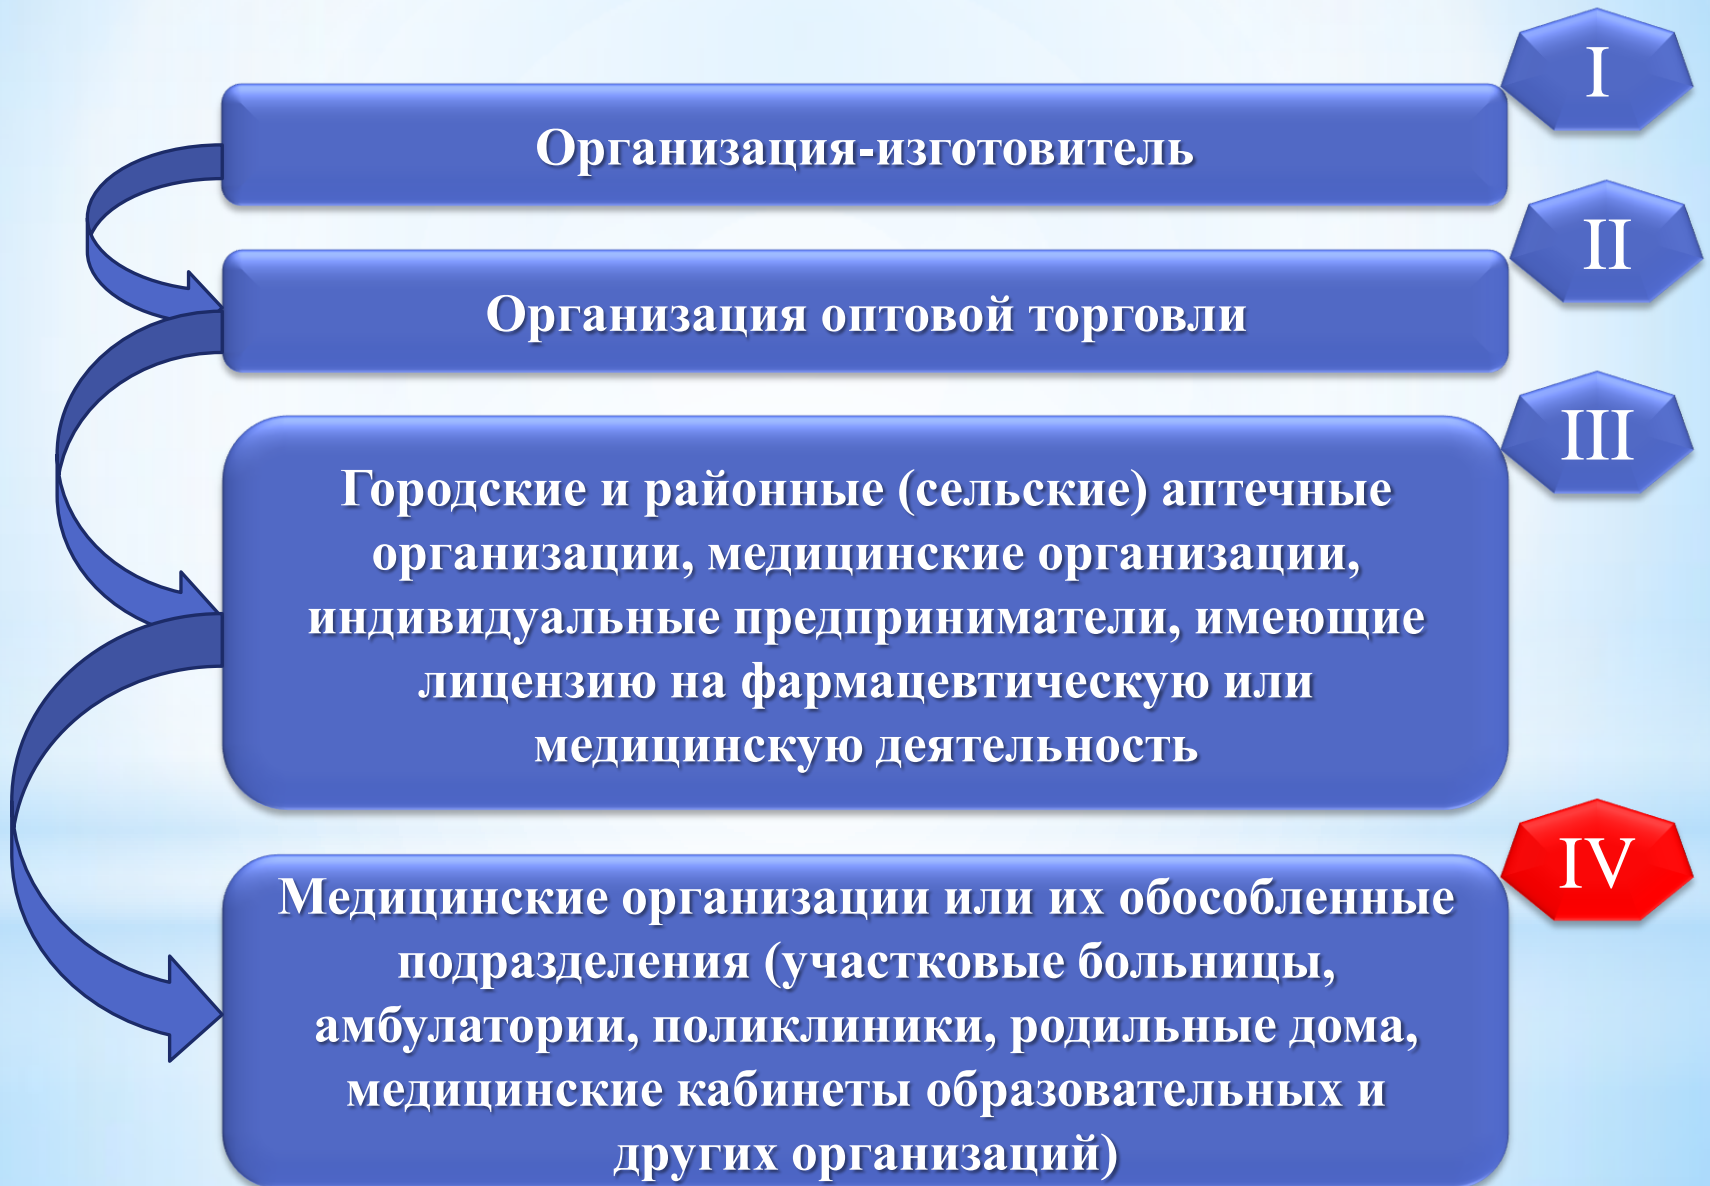 I
Организация-изготовитель
II
Организация оптовой торговли
III
Городские и районные (сельские) аптечные
организации, медицинские организации,
индивидуальные предприниматели, имеющие
лицензию на фармацевтическую или
медицинскую деятельность
IV
Медицинские организации или их обособленные
подразделения (участковые больницы,
амбулатории, поликлиники, родильные дома,
медицинские кабинеты образовательных и
других организаций)